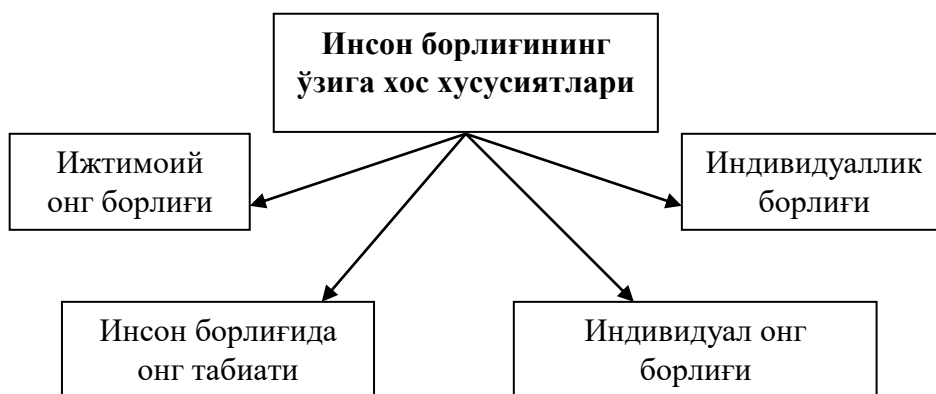 Инсон борлиғининг
ўзига хос хусусиятлари
Ижтимоий
онг борлиғи
Индивидуаллик
борлиғи
Инсон борлиғида
онг табиати
Индивидуал онг
борлиғи